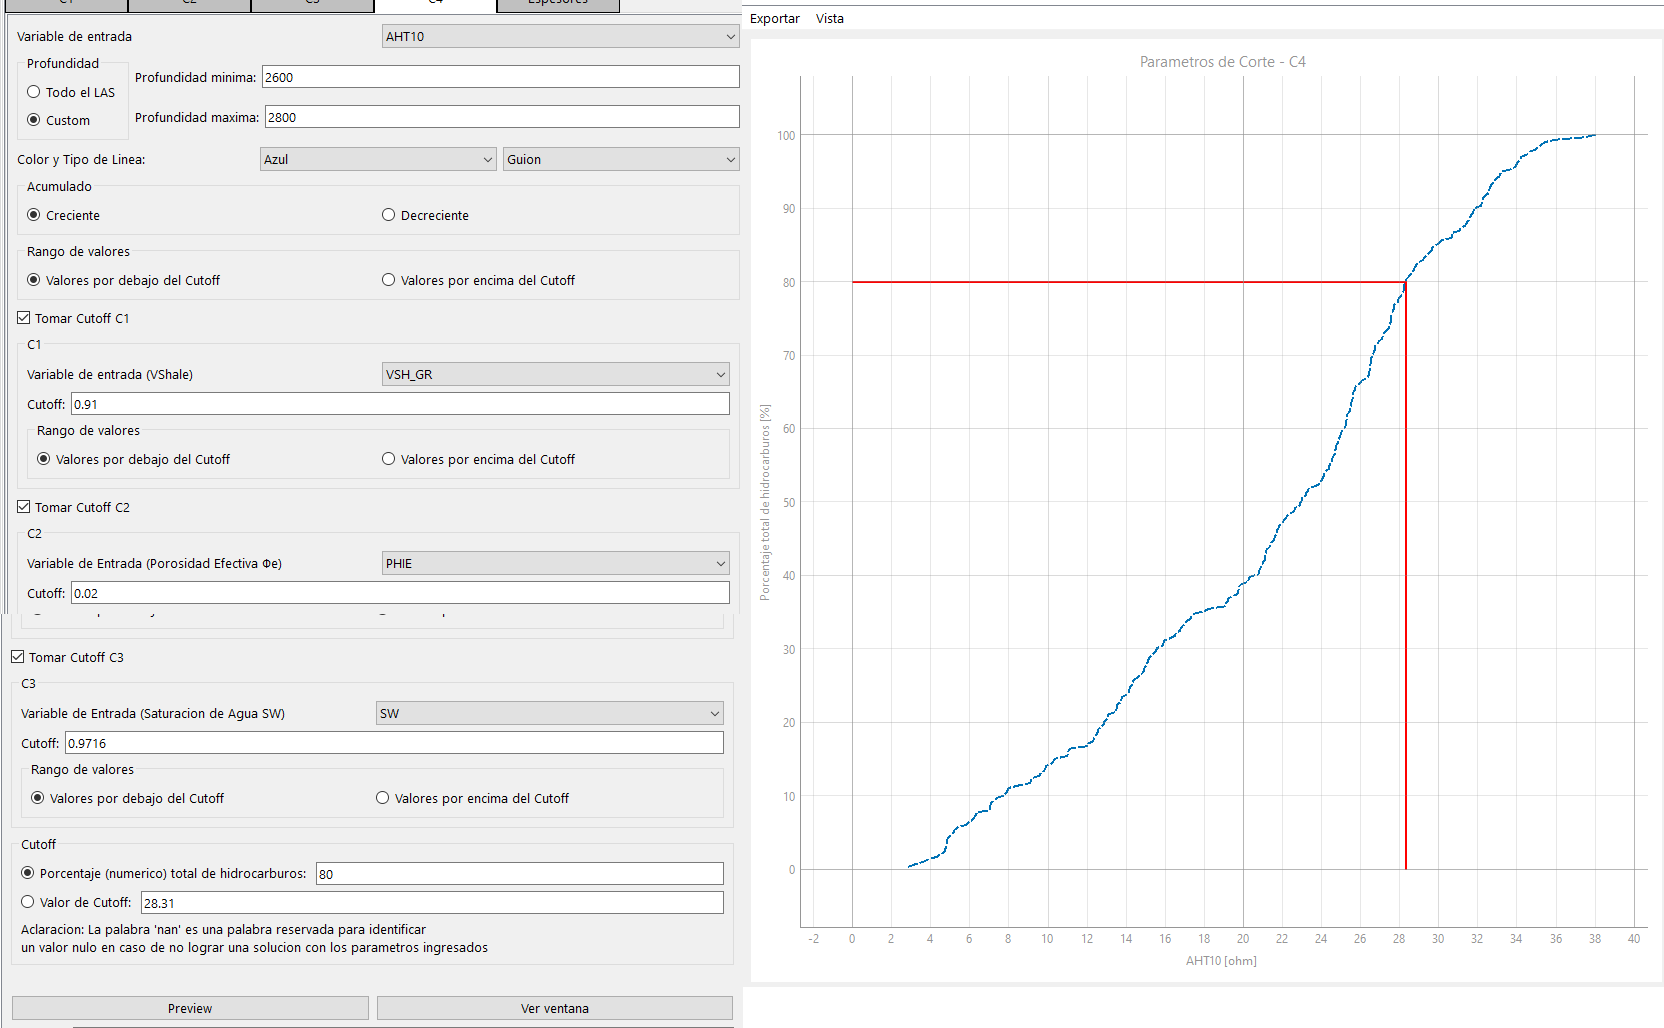 C1
C2
C3
C4
Espesores
Variable de entrada
AHT10
Profundidad
Todo el LAS
Custom
Profundidad minima:
2600
Profundidad maxima:
2800
Color y Tipo de Linea:
Azul
Guion
Acumulado
Creciente
Decreciente
Rango de valores
Valores por debajo del Cutoff
Valores por encima del Cutoff
Tomar Cutoff C1
C1
Variable de entrada (VShale)
VSH_GR
Cutoff:
0.91
Rango de valores
Valores por debajo del Cutoff
Valores por encima del Cutoff
Tomar Cutoff C2
C2
Variable de Entrada (Porosidad Efectiva Φe)
PHIE
Cutoff:
0.02
Tomar Cutoff C3
C3
Variable de Entrada (Saturacion de Agua SW)
SW
Cutoff:
0.9716
Rango de valores
Valores por debajo del Cutoff
Valores por encima del Cutoff
Cutoff
Porcentaje (numerico) total de hidrocarburos:
80
Valor de Cutoff:
28.31
Aclaracion: La palabra 'nan' es una palabra reservada para identificar
un valor nulo en caso de no lograr una solucion con los parametros ingresados
Preview
Ver ventana
Exportar
Vista
Parametros de Corte - C4
100
90
80
70
60
50
40
30
20
10
0
Porcentaje total de hidrocarburos [%]
-2 0 2 4 6 8 10 12 14 16 18 20 22 24 26 28 30 32 34 36 38 40
AHT10 [ohm]